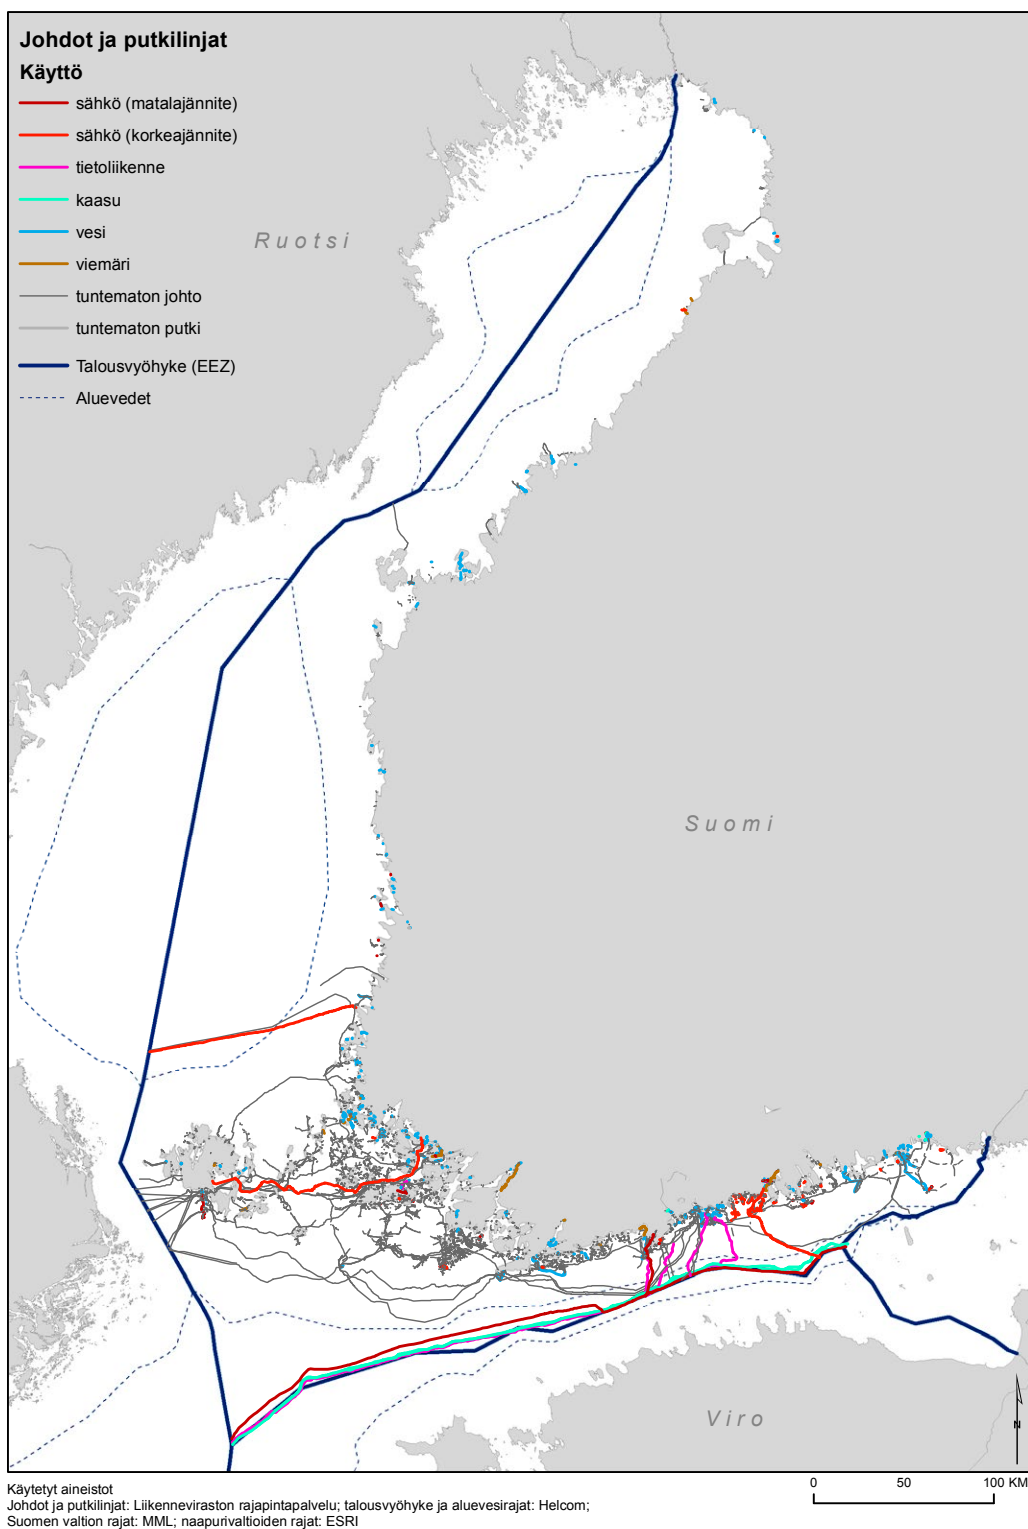 Johdot ja putkilinjat
Käyttö
sähkö (matalajännite)
sähkö (korkeajännite)
tietoliikenne
kaasu
vesi
viemäri
tuntematon johto
tuntematon putki
Talousvyöhyke (EEZ)
Aluevedet
Ruotsi
Suomi
Viro
N
0 50 100 KM
Käytetyt aineistot
Johdot ja putkilinjat: Liikenneviraston rajapintapalvelu; talousvyöhyke ja aluevesirajat: Helcom;
Suomen valtion rajat: MML; naapurivaltioiden rajat: ESRI